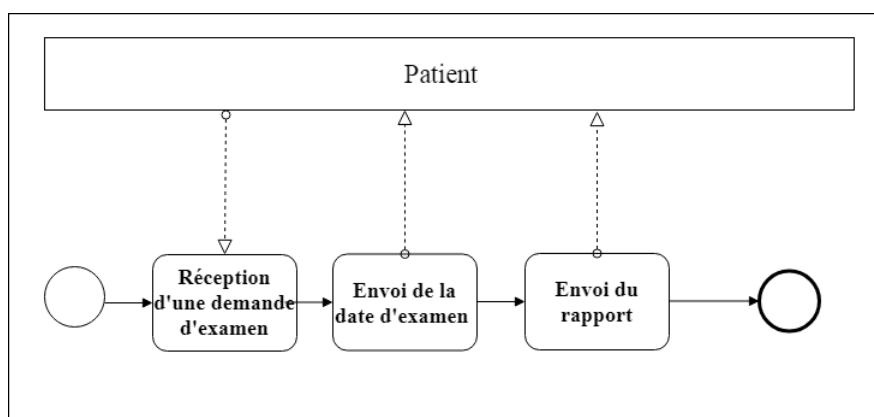 Patient
Réception
d'une demande
d'examen
Envoi de la
date d'examen
Envoi du
rapport